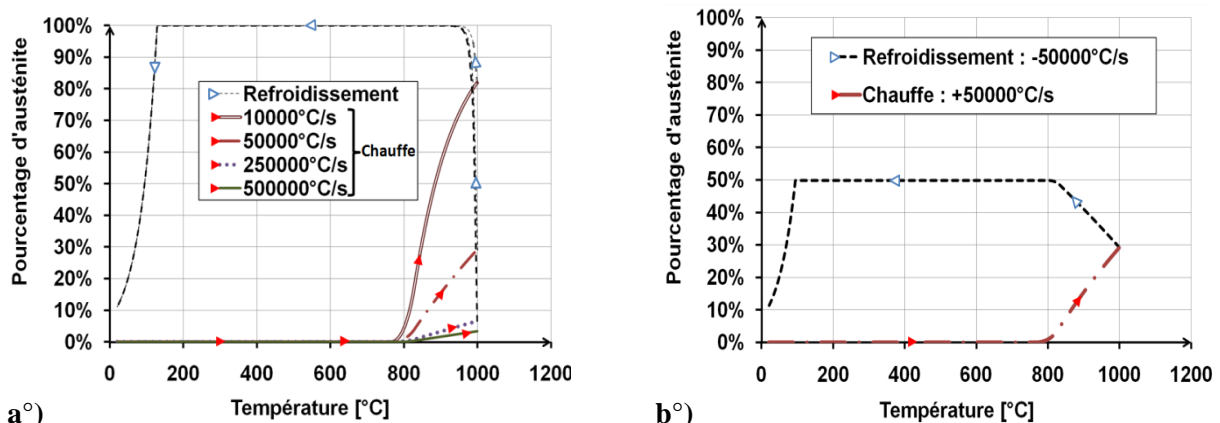 Pourcentage d'austénite
100%
90%
80%
70%
60%
50%
40%
30%
20%
10%
0%
Refroidissement
10000°C/s
50000°C/s
250000°C/s
500000°C/s
Chauffe
0
200
400
600
800
1000
1200
Température [°C]
a°)
Pourcentage d'austénite
100%
90%
80%
70%
60%
50%
40%
30%
20%
10%
0%
Refroidissement : -50000°C/s
Chauffe : +50000°C/s
0
200
400
600
800
1000
1200
Température [°C]
b°)